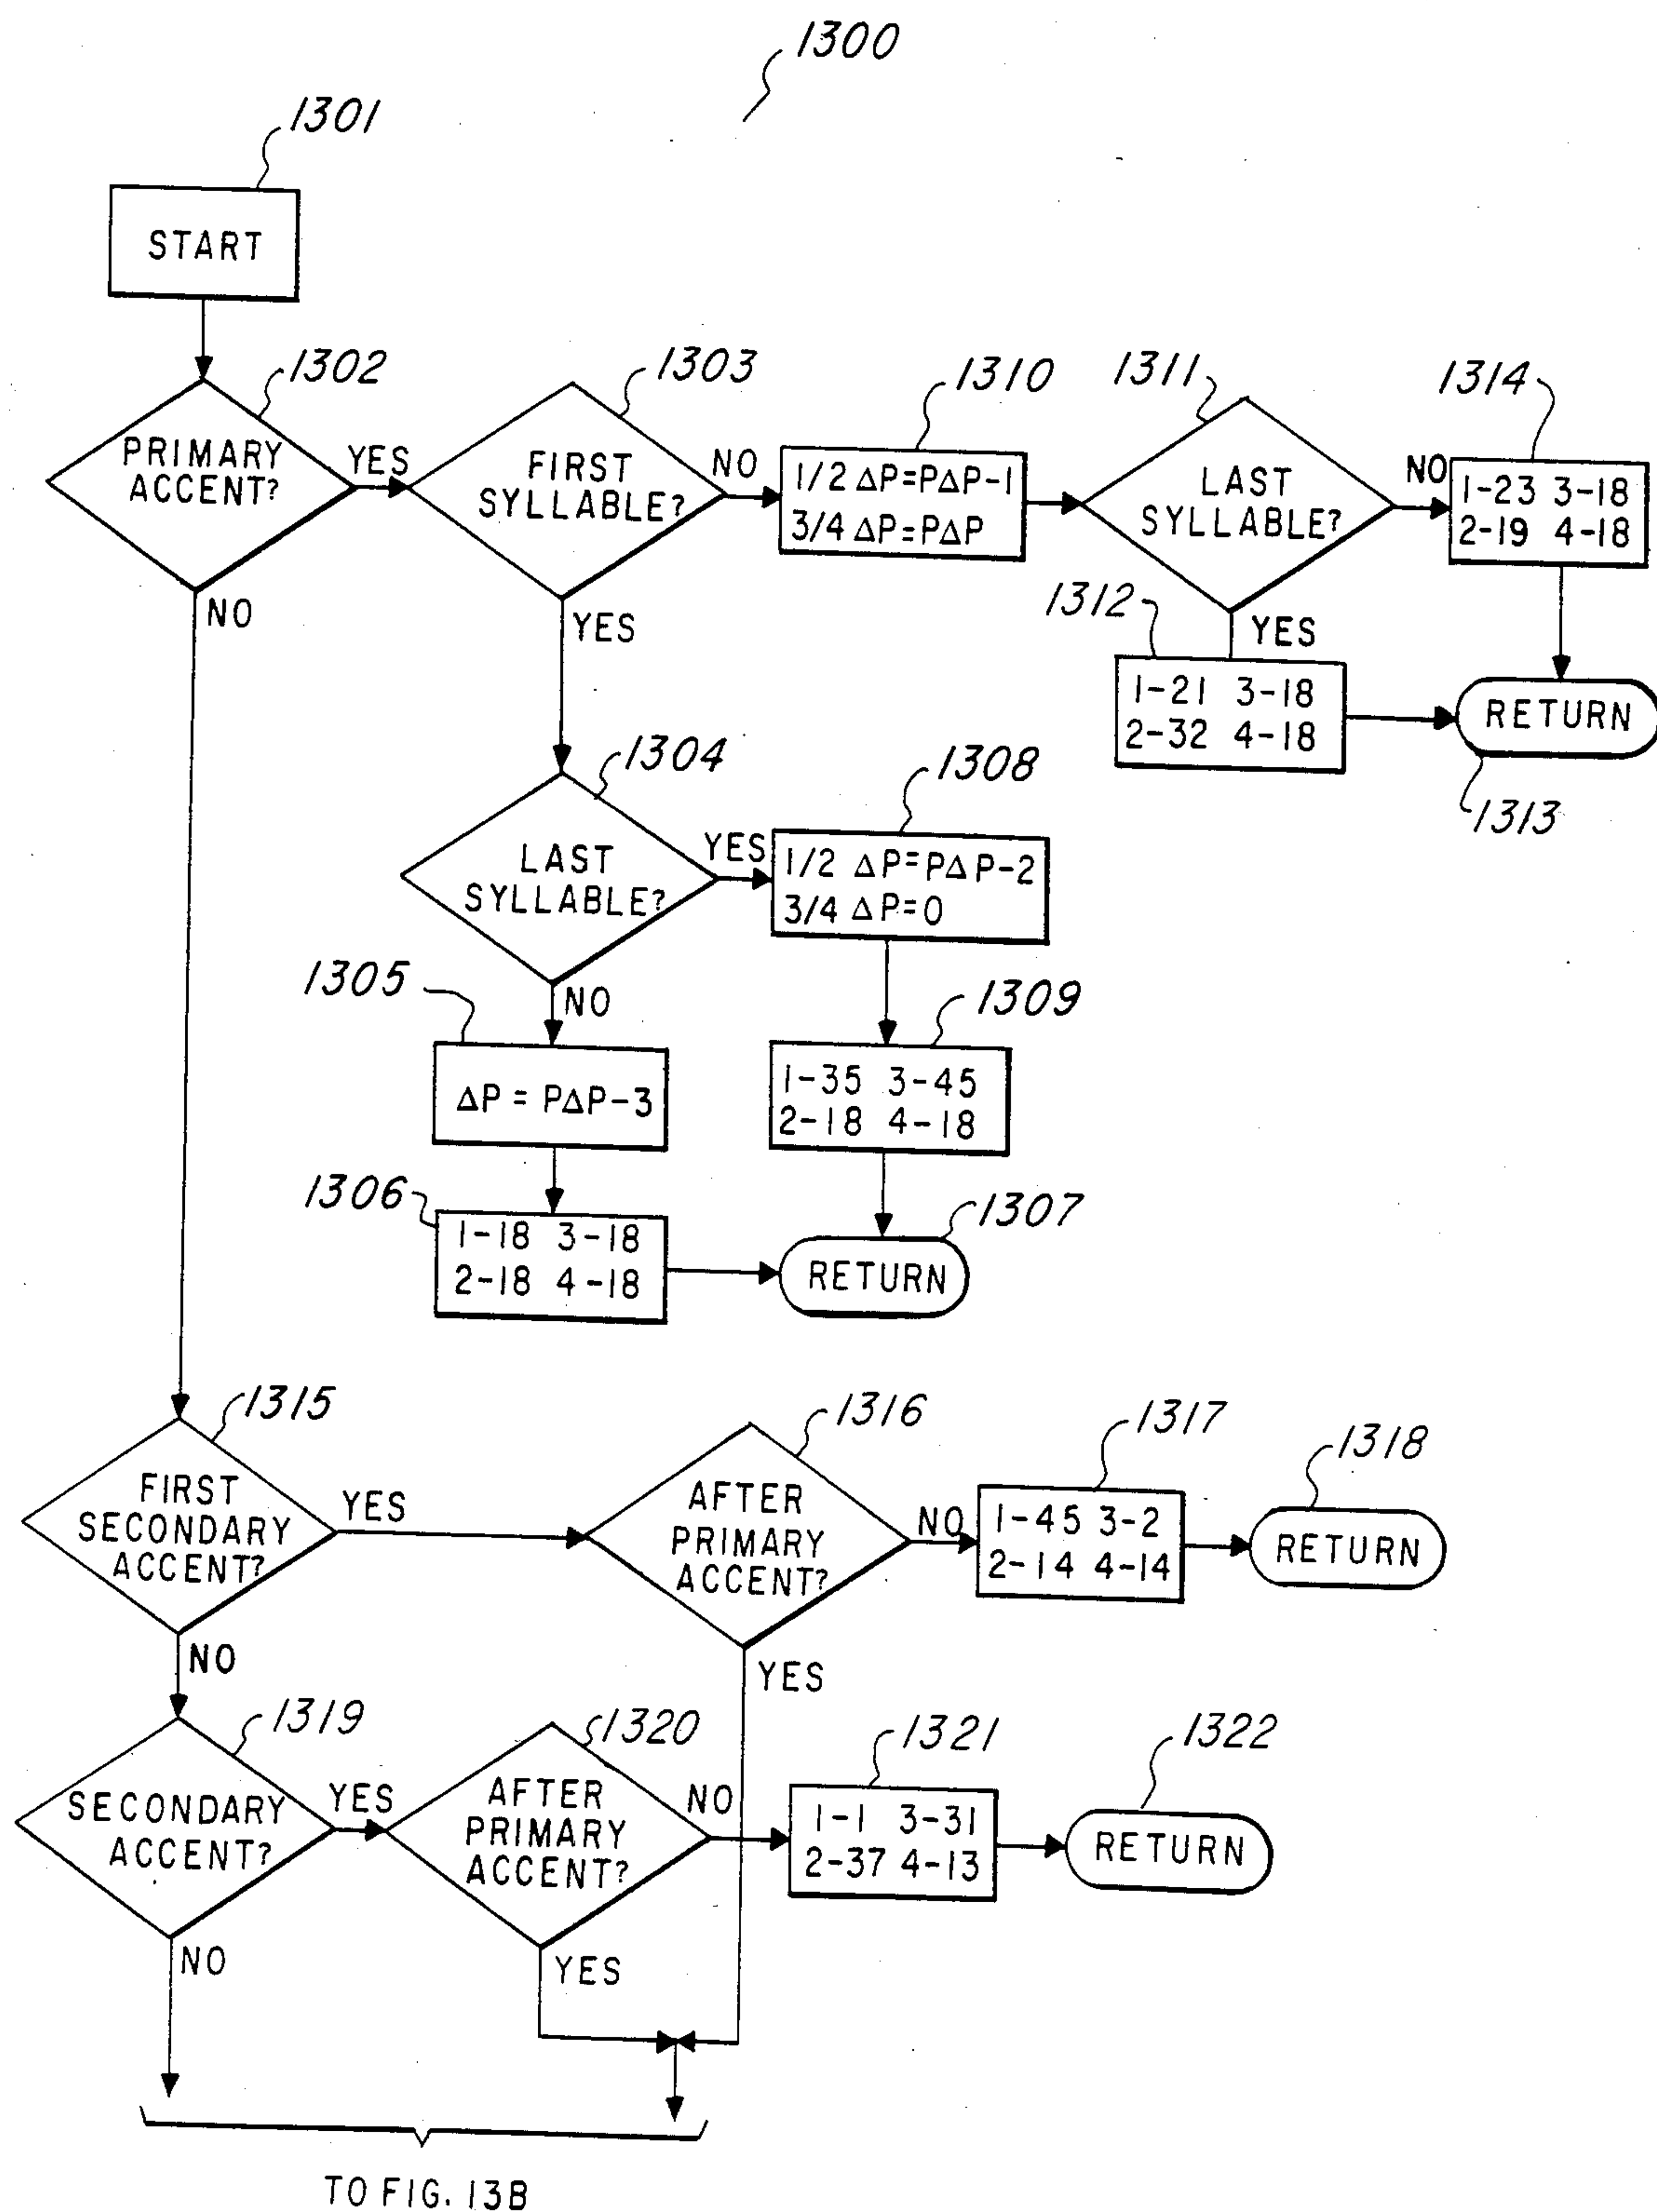 1300
1301
START
1302
PRIMARY
ACCENT?
YES
NO
1303
FIRST
SYLLABLE?
NO
YES
1310
1/2 ΔP=PΔP-1
3/4 ΔP=PΔP
1311
LAST
SYLLABLE?
NO
YES
1314
1-23 3-18
2-19 4-18
1312
1-21 3-18
2-32 4-18
RETURN
1313
1304
LAST
SYLLABLE?
YES
NO
1308
1/2 ΔP=PΔP-2
3/4 ΔP=0
1305
ΔP = PΔP-3
1309
1-35 3-45
2-18 4-18
1306
1-18 3-18
2-18 4-18
1307
RETURN
1315
FIRST
SECONDARY
ACCENT?
YES
NO
1316
AFTER
PRIMARY
ACCENT?
NO
YES
1317
1-45 3-2
2-14 4-14
1318
RETURN
1319
SECONDARY
ACCENT?
YES
NO
1320
AFTER
PRIMARY
ACCENT?
NO
YES
1321
1-1 3-31
2-37 4-13
1322
RETURN
TO FIG. 13B